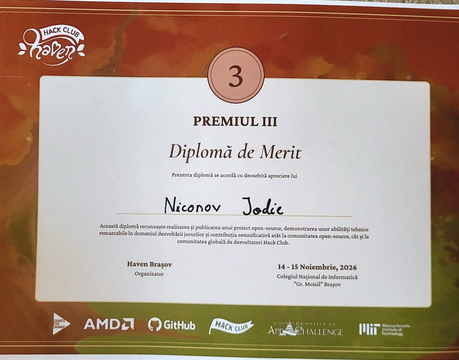 HACK CLUB
haven
3
PREMIUL III
Diplomă de Merit
Prezenta diplomă se acordă cu deosebită apreciere lui
Niconov Jodie
Această diplomă recunoaște realizarea și publicarea unui proiect open-source, demonstrarea unor abilități tehnice
remarcabile în domeniul dezvoltării jocurilor și contribuția semnificativă atât la comunitatea open-source, cât și la
comunitatea globală de dezvoltatori Hack Club.
Haven Brașov
Organizator
14 - 15 Noiembrie, 2026
Colegiul Național de Informatică
"Gr. Moisil" Brașov
AMD
GitHub
HACK CLUB
CONGRESSIONAL
App CHALLENGE
Massachusetts
Institute of
Technology